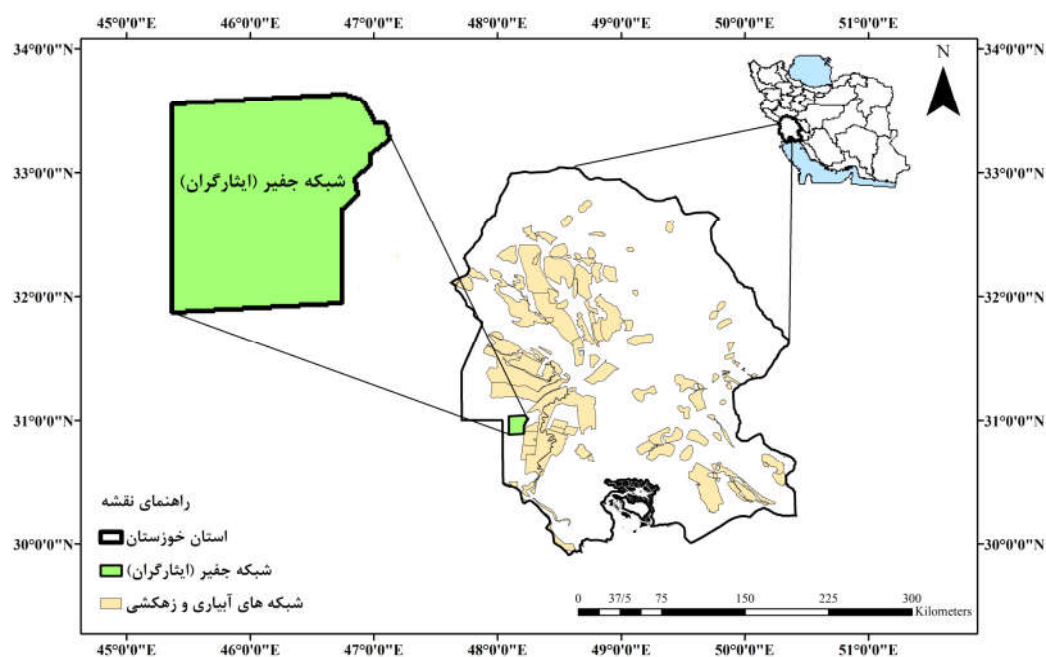 45°0'0"E 46°0'0"E 47°0'0"E 48°0'0"E 49°0'0"E 50°0'0"E 51°0'0"E
34°0'0"N 34°0'0"N
N
33°0'0"N 33°0'0"N
شبکه جفیر (ایثارگران)
32°0'0"N 32°0'0"N
31°0'0"N 31°0'0"N
راهنمای نقشه
استان خوزستان
30°0'0"N 30°0'0"N
شبکه جفیر (ایثارگران)
شبکه های آبیاری و زهکشی
0 37/5 75 150 225 300
Kilometers
45°0'0"E 46°0'0"E 47°0'0"E 48°0'0"E 49°0'0"E 50°0'0"E 51°0'0"E